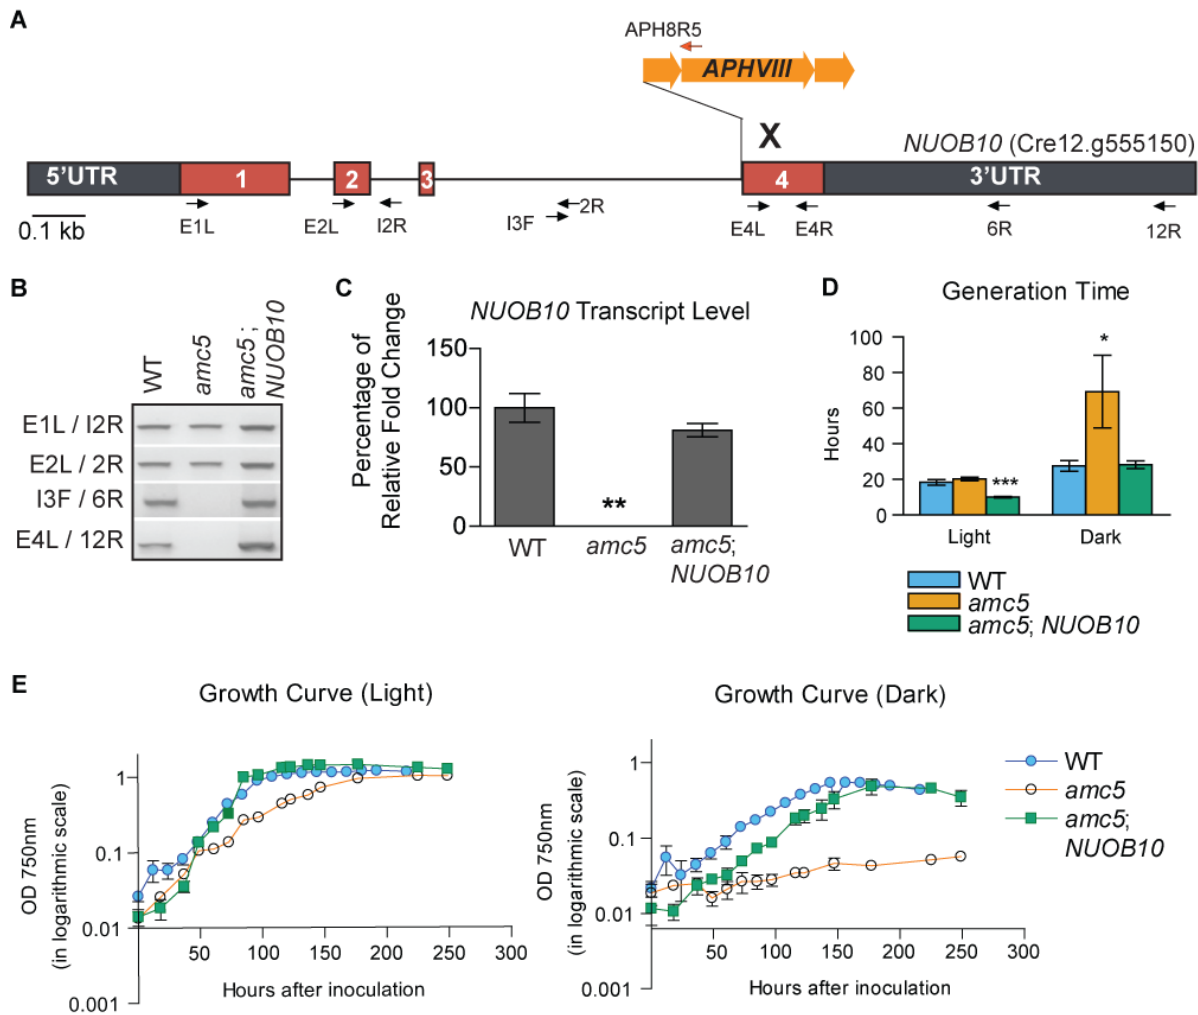 A
APH8R5
APHVIII
X
NUOB10 (Cre12.g555150)
5'UTR
1
2
3
4
3'UTR
E1L
E2L
I2R
I3F
2R
E4L
E4R
6R
12R
0.1 kb
B
WT
amc5
amc5;
NUOB10
E1L / I2R
E2L / 2R
I3F / 6R
E4L / 12R
C
NUOB10 Transcript Level
Percentage of
Relative Fold Change
150
100
50
0
**
WT
amc5
amc5;
NUOB10
D
Generation Time
Hours
100
80
60
40
20
0
***
*
Light
Dark
WT
amc5
amc5; NUOB10
E
Growth Curve (Light)
OD 750nm
(in logarithmic scale)
1
0.1
0.01
0.001
50
100
150
200
250
300
Hours after inoculation
Growth Curve (Dark)
OD 750nm
(in logarithmic scale)
1
0.1
0.01
0.001
50
100
150
200
250
300
Hours after inoculation
WT
amc5
amc5;
NUOB10